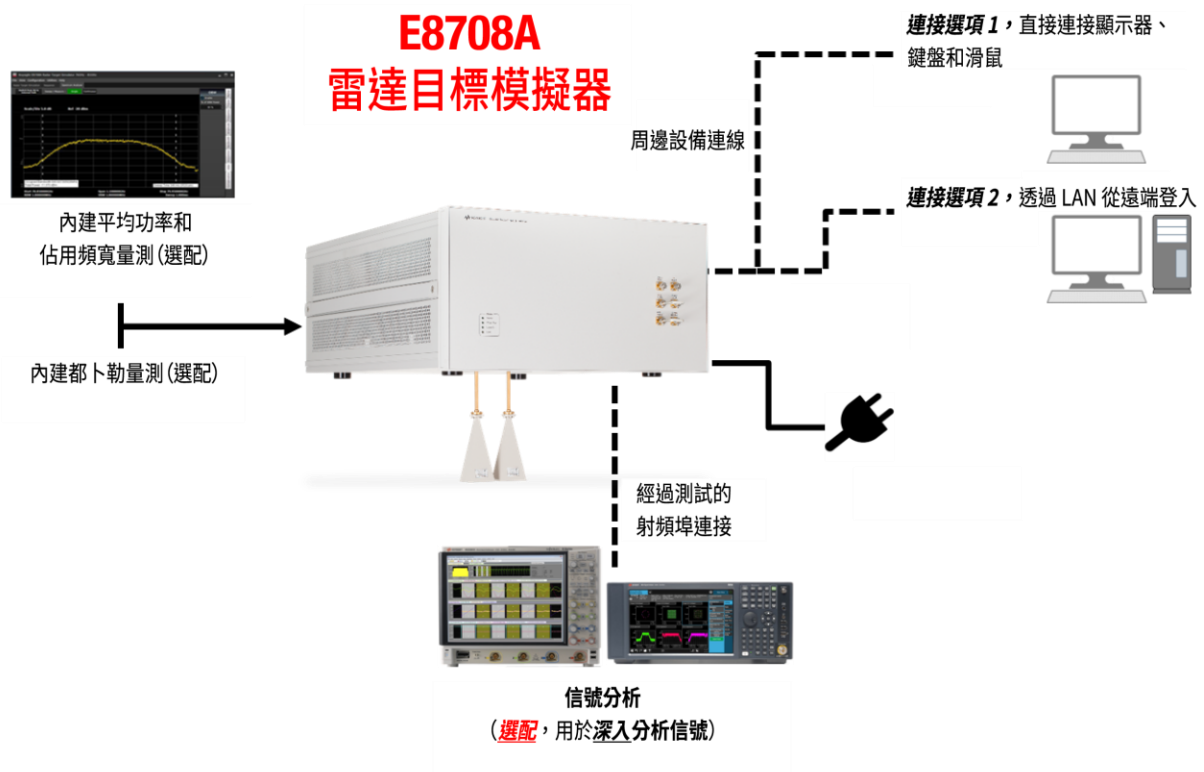 E8708A
雷達目標模擬器
連接選項 1，直接連接顯示器、
鍵盤和滑鼠
周邊設備連線
連接選項 2，透過 LAN 從遠端登入
內建平均功率和
佔用頻寬量測(選配)
內建都卜勒量測(選配)
經過測試的
射頻埠連接
信號分析
(選配，用於深入分析信號)